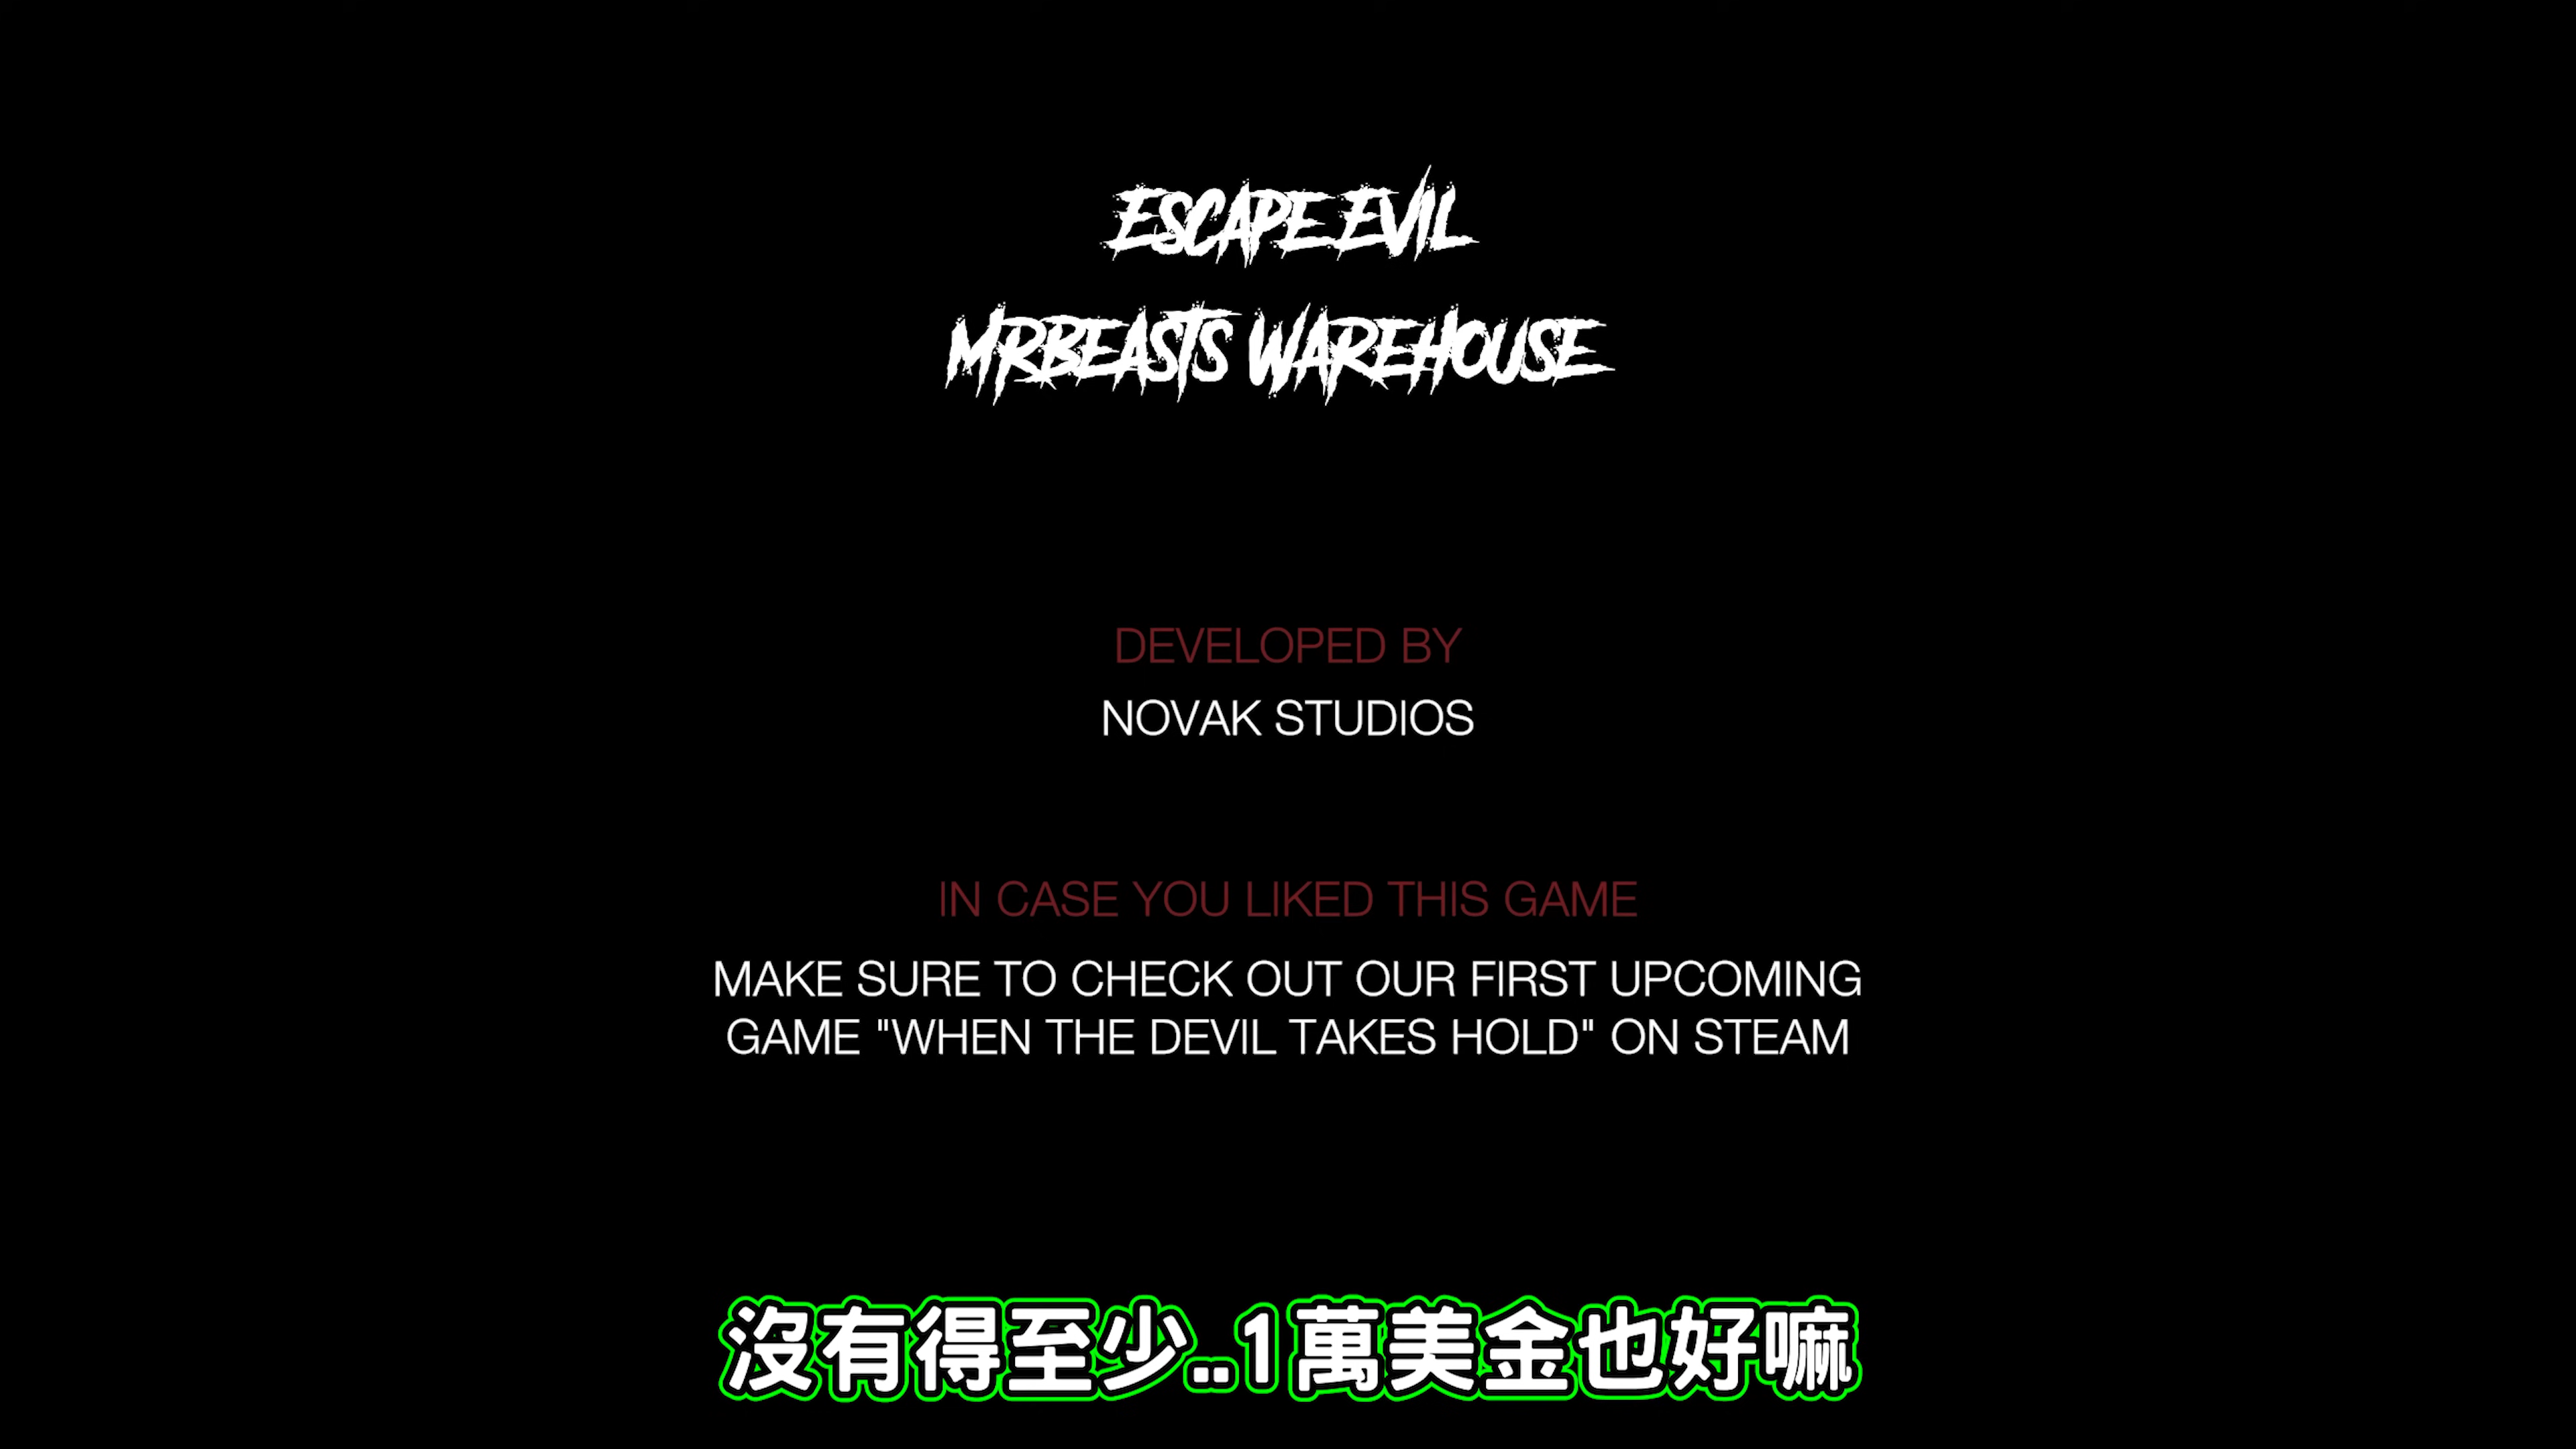 ESCAPE EVIL
MRBEASTS WAREHOUSE
DEVELOPED BY
NOVAK STUDIOS
IN CASE YOU LIKED THIS GAME
MAKE SURE TO CHECK OUT OUR FIRST UPCOMING
GAME "WHEN THE DEVIL TAKES HOLD" ON STEAM
沒有得至少..1萬美金也好嘛